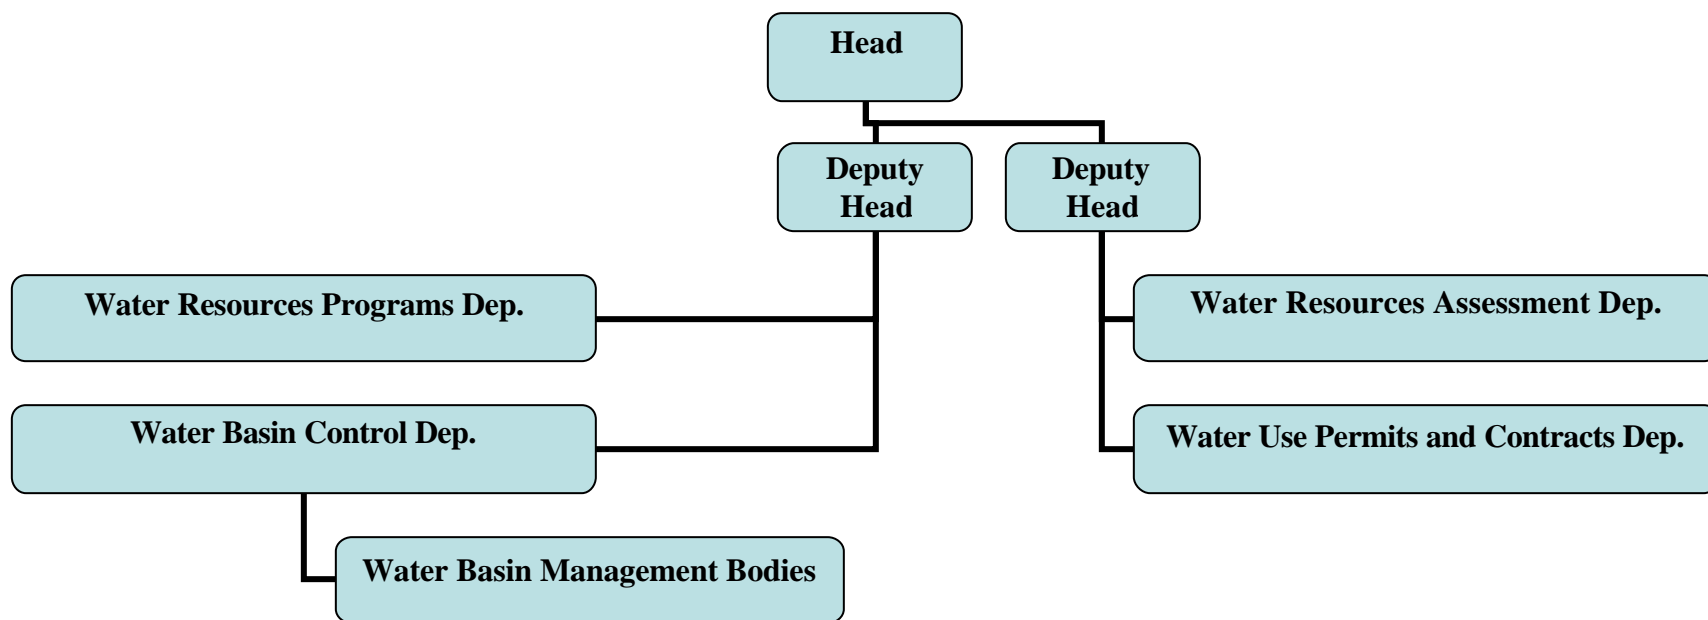 Head
Deputy
Head
Deputy
Head
Water Resources Programs Dep.
Water Resources Assessment Dep.
Water Basin Control Dep.
Water Use Permits and Contracts Dep.
Water Basin Management Bodies